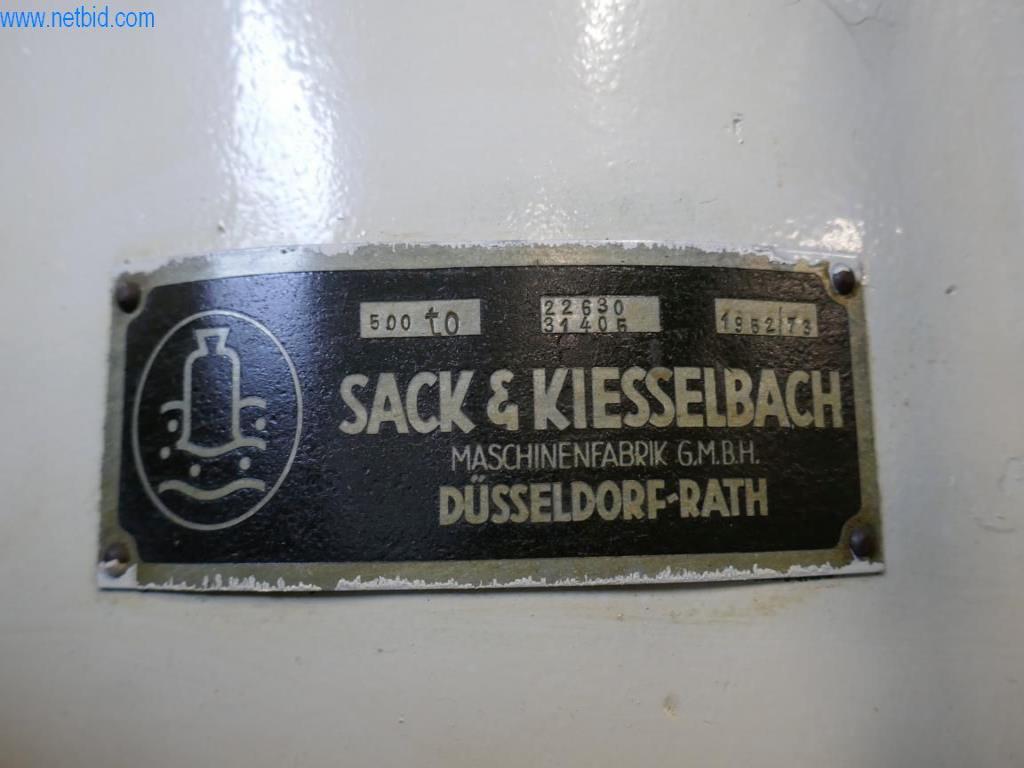 www.netbid.com
500 to 22630 1952/73
31405
SACK & KIESSELBACH
MASCHINENFABRIK G.M.B.H.
DÜSSELDORF-RATH